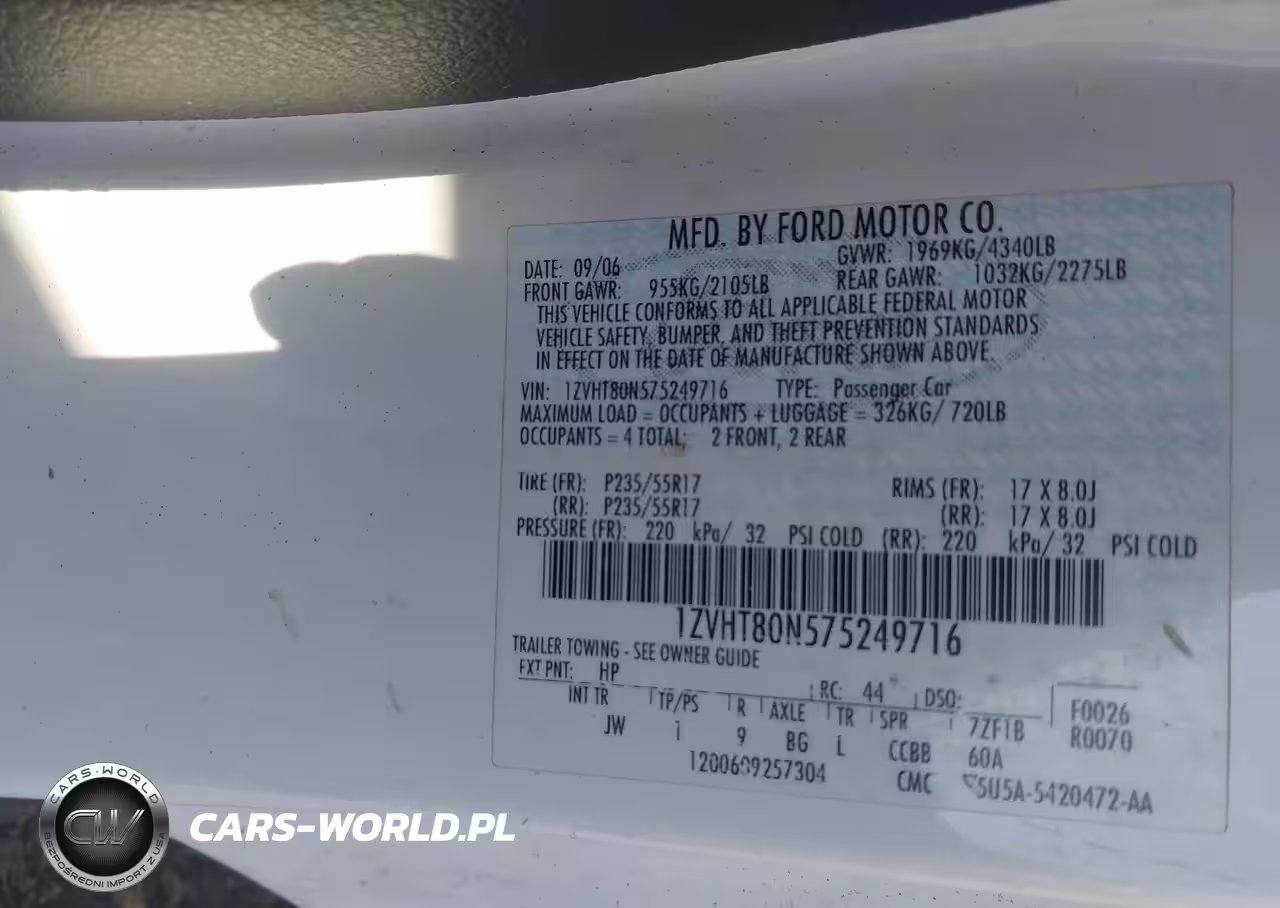 MFD. BY FORD MOTOR CO.
DATE: 09/06 GVWR: 1969KG/4340LB
FRONT GAWR: 955KG/2105LB REAR GAWR: 1032KG/2275LB
THIS VEHICLE CONFORMS TO ALL APPLICABLE FEDERAL MOTOR
VEHICLE SAFETY, BUMPER, AND THEFT PREVENTION STANDARDS
IN EFFECT ON THE DATE OF MANUFACTURE SHOWN ABOVE.
VIN: 1ZVHT80N575249716 TYPE: Passenger Car
MAXIMUM LOAD = OCCUPANTS + LUGGAGE = 326KG/ 720LB
OCCUPANTS = 4 TOTAL; 2 FRONT, 2 REAR
TIRE (FR): P235/55R17 RIMS (FR): 17 X 8.0J
(RR): P235/55R17 (RR): 17 X 8.0J
PRESSURE (FR): 220 kPa/ 32 PSI COLD (RR): 220 kPa/ 32 PSI COLD
1ZVHT80N575249716
TRAILER TOWING - SEE OWNER GUIDE
EXT PNT: HP RC: 44 DSO: F0026
INT TR TP/PS R AXLE TR SPR 7ZF1B R0070
JW 1 9 BG L CCBB 60A
CMC 5U5A-5420472-AA
CARS-WORLD
CW
BEZPOŚREDNI IMPORT Z USA
CARS-WORLD.PL